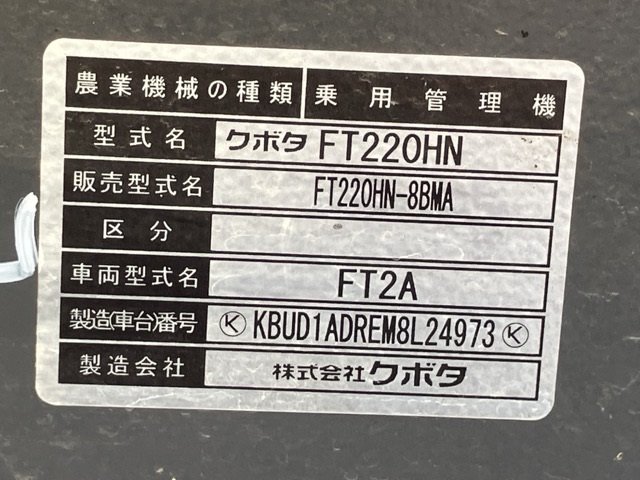 農業機械の種類 乗用管理機
型式名 クボタ FT220HN
販売型式名 FT220HN-8BMA
区分
車両型式名 FT2A
製造(車台)番号 Ⓚ KBUD1ADREM8L24973 Ⓚ
製造会社 株式会社クボタ